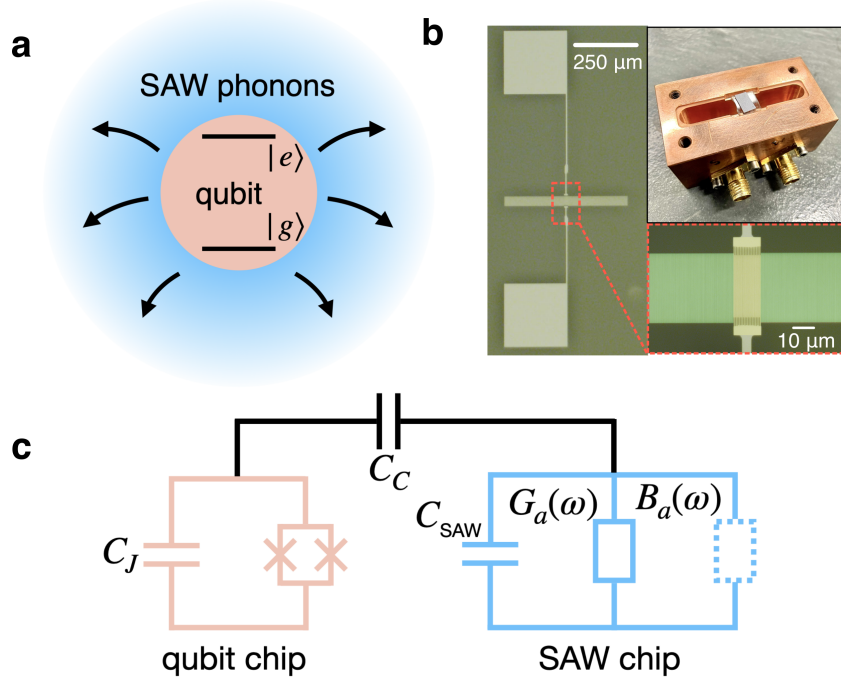 a
SAW phonons
|e⟩
qubit
|g⟩
b
250 µm
10 µm
c
C_C
C_J
C_SAW
G_a(ω)
B_a(ω)
qubit chip
SAW chip